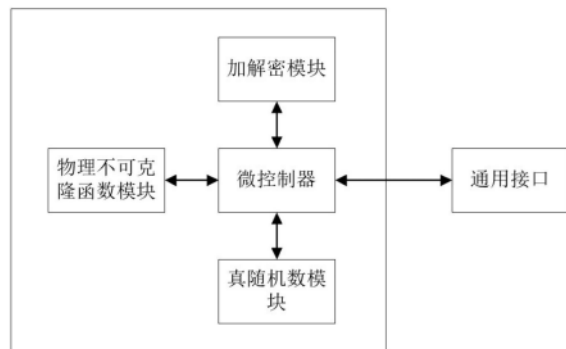 加解密模块
物理不可克
隆函数模块
微控制器
通用接口
真随机数模
块